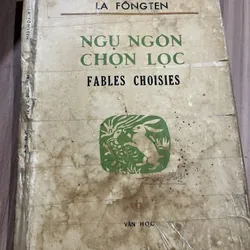 LA FÔNGTEN
NGỤ NGÔN
CHỌN LỌC
FABLES CHOISIES
VĂN HỌC